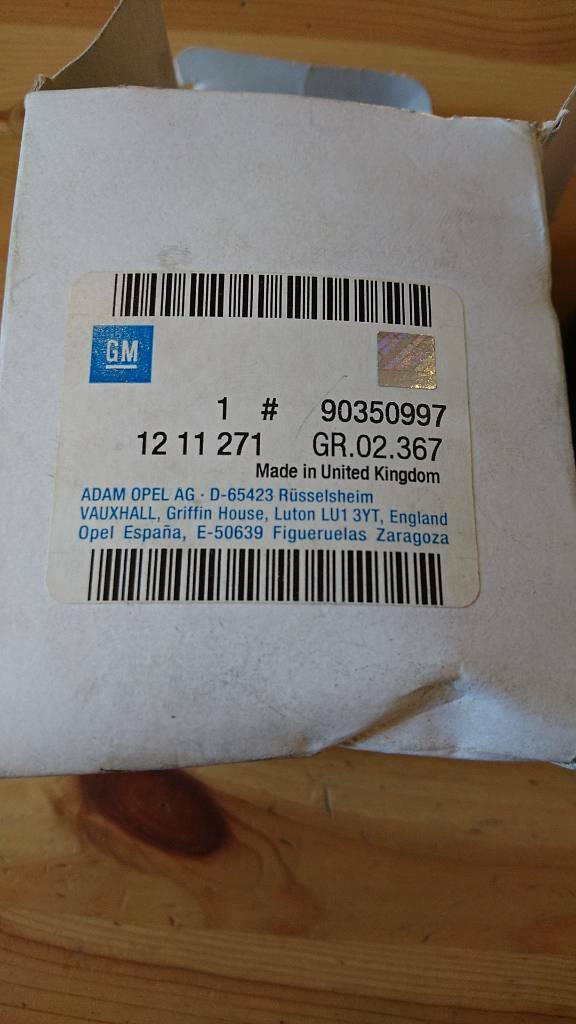 GM
1 # 90350997
12 11 271 GR.02.367
Made in United Kingdom
ADAM OPEL AG · D-65423 Rüsselsheim
VAUXHALL, Griffin House, Luton LU1 3YT, England
Opel España, E-50639 Figueruelas Zaragoza